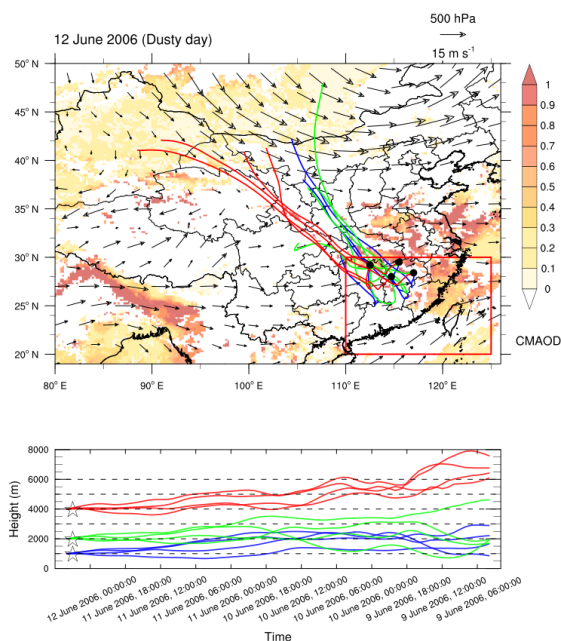 500 hPa
12 June 2006 (Dusty day)
15 m s⁻¹
50° N
45° N
40° N
35° N
30° N
25° N
20° N
80° E
90° E
100° E
110° E
120° E
1
0.9
0.8
0.7
0.6
0.5
0.4
0.3
0.2
0.1
0
CMAOD
8000
6000
4000
2000
0
Height (m)
12 June 2006, 00:00:00
11 June 2006, 18:00:00
11 June 2006, 12:00:00
11 June 2006, 06:00:00
11 June 2006, 00:00:00
10 June 2006, 18:00:00
10 June 2006, 12:00:00
10 June 2006, 06:00:00
10 June 2006, 00:00:00
9 June 2006, 18:00:00
9 June 2006, 12:00:00
9 June 2006, 06:00:00
Time